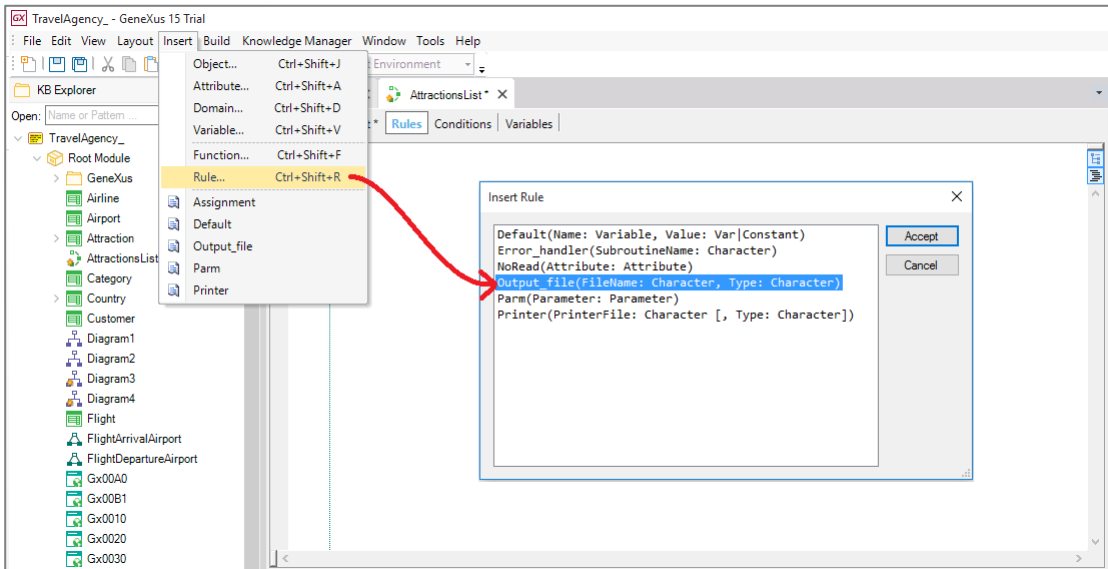 GX TravelAgency_ - GeneXus 15 Trial
File Edit View Layout Insert Build Knowledge Manager Window Tools Help
Object... Ctrl+Shift+J
Environment
KB Explorer
Attribute... Ctrl+Shift+A
AttractionsList * X
Open: Name or Pattern ...
Domain... Ctrl+Shift+D
Variable... Ctrl+Shift+V
* Rules Conditions Variables
Function... Ctrl+Shift+F
Rule... Ctrl+Shift+R
Assignment
Default
Output_file
Parm
Printer
TravelAgency_
Root Module
GeneXus
Airline
Airport
Attraction
AttractionsList
Category
Country
Customer
Diagram1
Diagram2
Diagram3
Diagram4
Flight
FlightArrivalAirport
FlightDepartureAirport
Gx00A0
Gx00B1
Gx0010
Gx0020
Gx0030
Insert Rule
Default(Name: Variable, Value: Var|Constant)
Error_handler(SubroutineName: Character)
NoRead(Attribute: Attribute)
Output_file(FileName: Character, Type: Character)
Parm(Parameter: Parameter)
Printer(PrinterFile: Character [, Type: Character])
Accept
Cancel